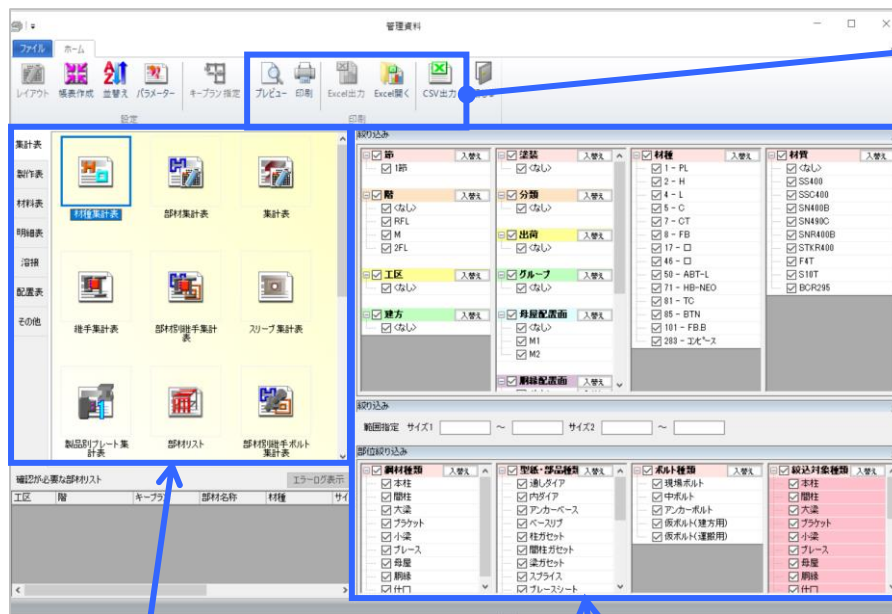 管理資料
ファイル ホーム
レイアウト 帳表作成 並替え パラメーター キープラン指定 プレビュー 印刷 Excel出力 Excel開く CSV出力
設定 印刷
集計表
製作表
材料表
明細表
溶接
配置表
その他
材種集計表 部材集計表 集計表
継手集計表 部材別継手集計表 スリーブ集計表
製品別プレート集計表 部材リスト 部材別継手ボルト集計表
確認が必要な部材リスト エラーログ表示
工区 階 キープラン 部材名称 材種 サイ
絞り込み
節 入替え
1節
階 入替え
<なし>
RFL
M
2FL
工区 入替え
<なし>
建方 入替え
<なし>
塗装 入替え
<なし>
分類 入替え
<なし>
出荷 入替え
<なし>
グループ 入替え
<なし>
母屋配置面 入替え
<なし>
M1
M2
胴縁配置面 入替え
材種 入替え
1 - PL
2 - H
4 - L
5 - C
7 - CT
8 - FB
17 - ロ
46 - ロ
50 - ABT-L
71 - HB-NEO
81 - TC
85 - BTN
101 - FB.B
283 - エパピース
材質 入替え
<なし>
SS400
SSC400
SN400B
SN490C
SNR400B
STKR400
F4T
S10T
BCR295
絞り込み
範囲指定 サイズ1 ～ サイズ2 ～
部位絞り込み
鋼材種類 入替え
本柱
間柱
大梁
ブラケット
小梁
ブレース
母屋
胴縁
仕口
型紙・部品種類 入替え
通しダイア
内ダイア
アンカーベース
ベースリブ
柱ガセット
間柱ガセット
梁ガセット
スプライス
ブレースシート
ボルト種類 入替え
現場ボルト
中ボルト
アンカーボルト
仮ボルト(建方用)
仮ボルト(運搬用)
絞込対象種類 入替え
本柱
間柱
大梁
ブラケット
小梁
ブレース
母屋
胴縁
仕口